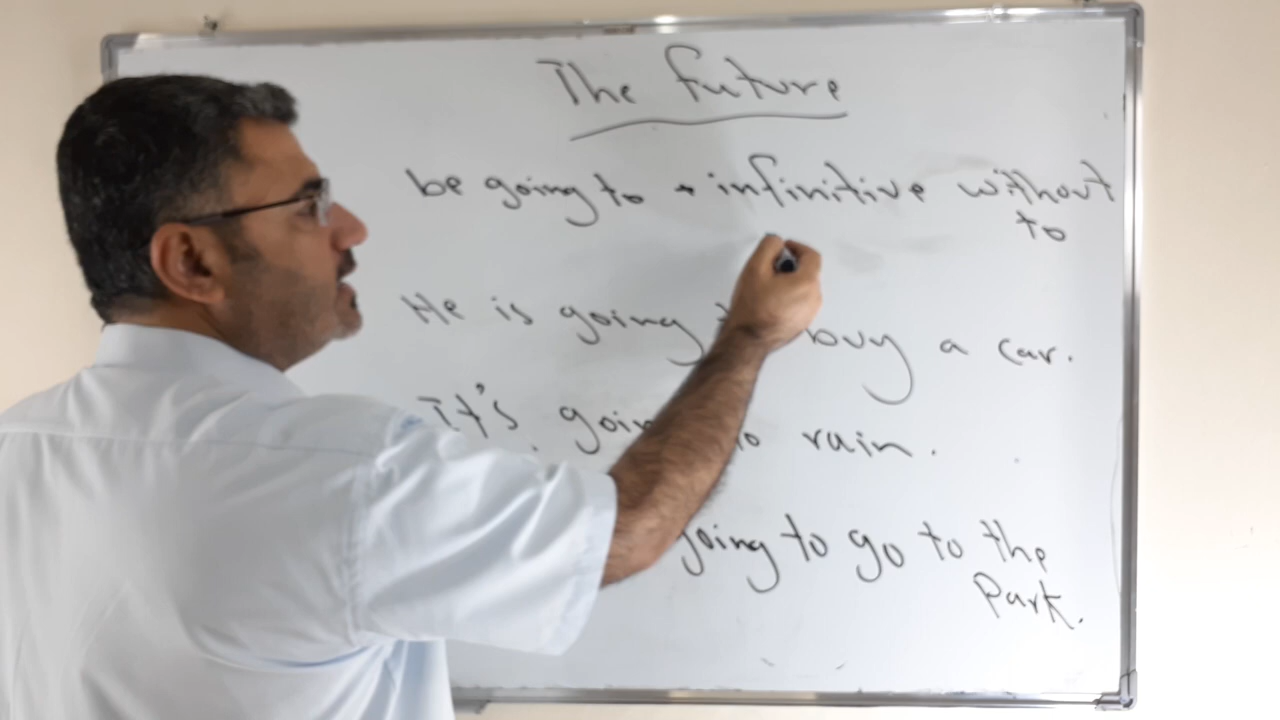 The future
be going to + infinitive without
to
He is going buy a car.
It's going to rain.
going to go to the
Park.